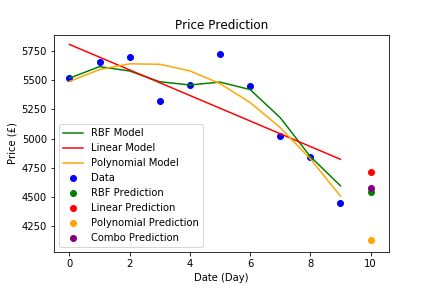 Price Prediction
Price (£)
5750
5500
5250
5000
4750
4500
4250
RBF Model
Linear Model
Polynomial Model
Data
RBF Prediction
Linear Prediction
Polynomial Prediction
Combo Prediction
0 2 4 6 8 10
Date (Day)